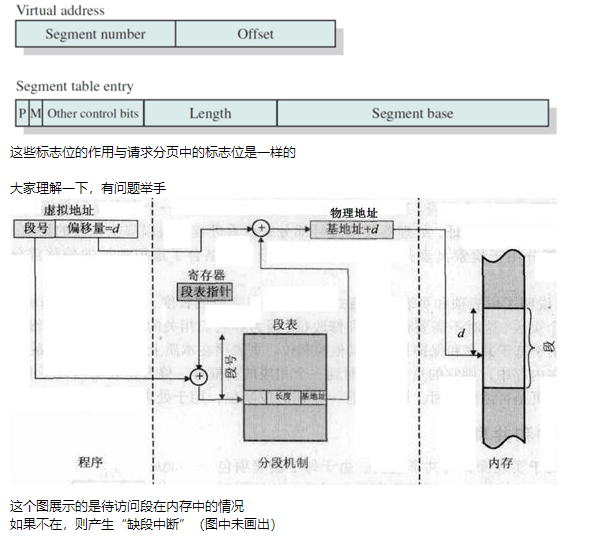 Virtual address
Segment number Offset
Segment table entry
P M Other control bits Length Segment base
这些标志位的作用与请求分页中的标志位是一样的
大家理解一下，有问题举手
虚拟地址
段号 偏移量=d
物理地址
基地址+d
寄存器
段表指针
段表
段号
长度 基地址
d
段
程序 分段机制 内存
这个图展示的是待访问段在内存中的情况
如果不在，则产生“缺段中断”（图中未画出）